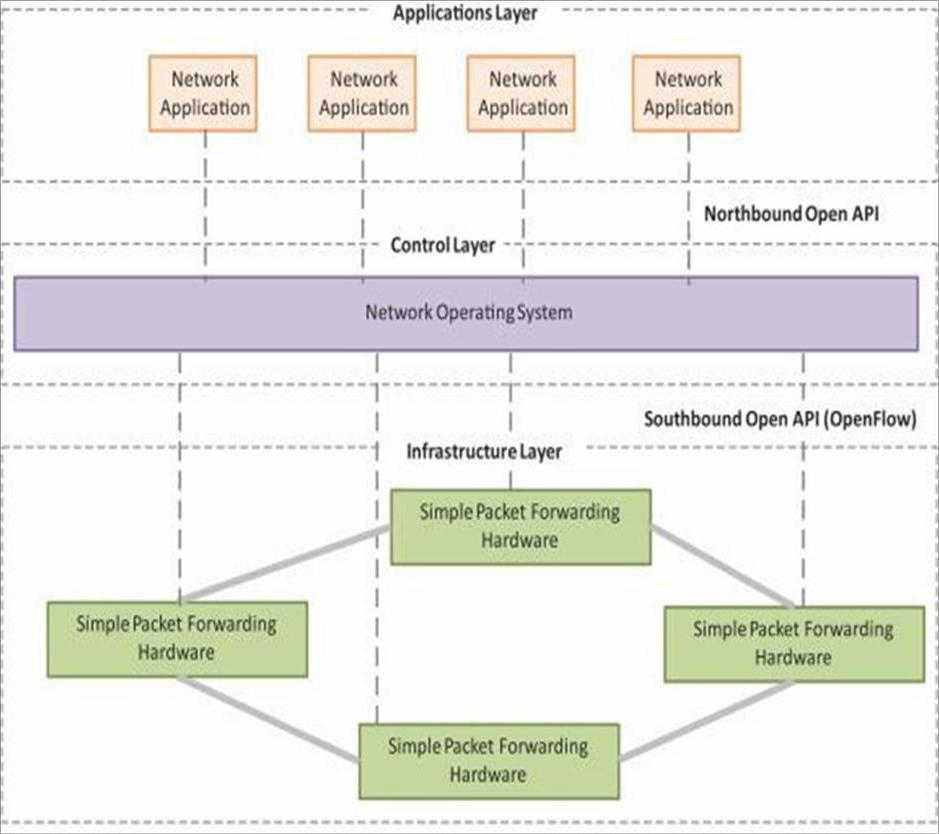 Applications Layer
Network
Application
Network
Application
Network
Application
Network
Application
Northbound Open API
Control Layer
Network Operating System
Southbound Open API (OpenFlow)
Infrastructure Layer
Simple Packet Forwarding
Hardware
Simple Packet Forwarding
Hardware
Simple Packet Forwarding
Hardware
Simple Packet Forwarding
Hardware